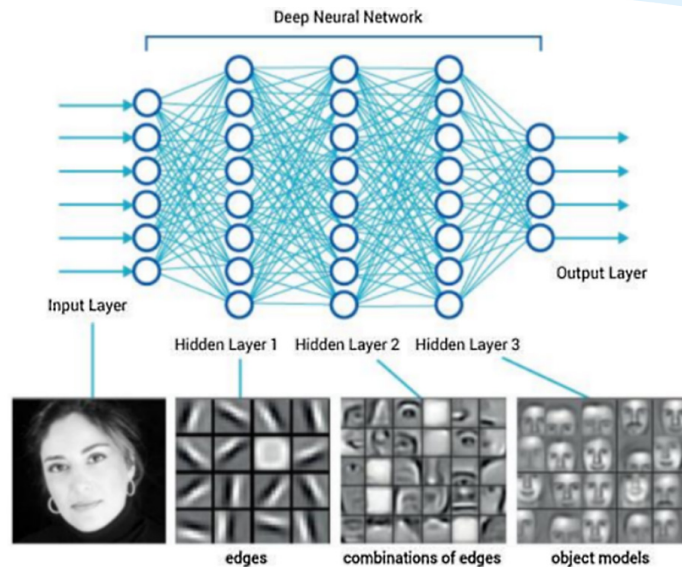 Deep Neural Network
Input Layer
Output Layer
Hidden Layer 1
Hidden Layer 2
Hidden Layer 3
edges
combinations of edges
object models